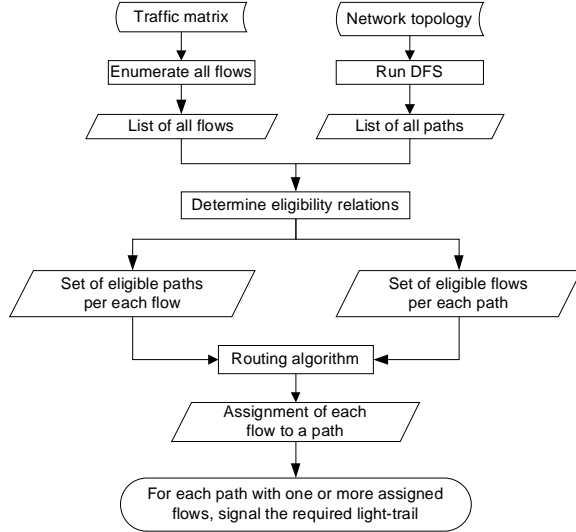 Traffic matrix
Network topology
Enumerate all flows
Run DFS
List of all flows
List of all paths
Determine eligibility relations
Set of eligible paths
per each flow
Set of eligible flows
per each path
Routing algorithm
Assignment of each
flow to a path
For each path with one or more assigned
flows, signal the required light-trail